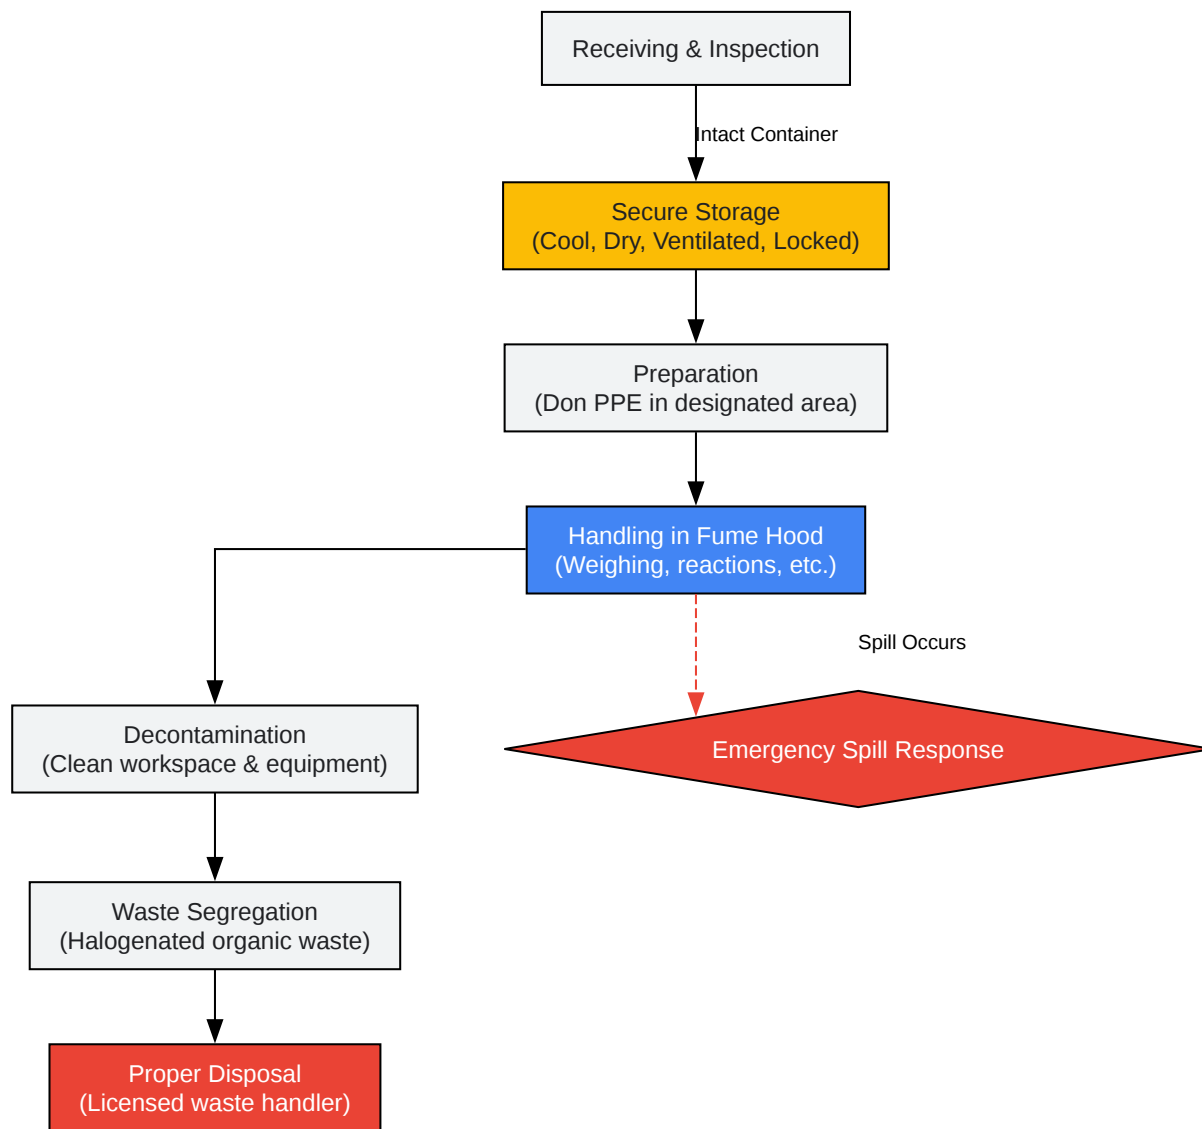 Receiving & Inspection
Intact Container
Secure Storage
(Cool, Dry, Ventilated, Locked)
Preparation
(Don PPE in designated area)
Handling in Fume Hood
(Weighing, reactions, etc.)
Spill Occurs
Emergency Spill Response
Decontamination
(Clean workspace & equipment)
Waste Segregation
(Halogenated organic waste)
Proper Disposal
(Licensed waste handler)